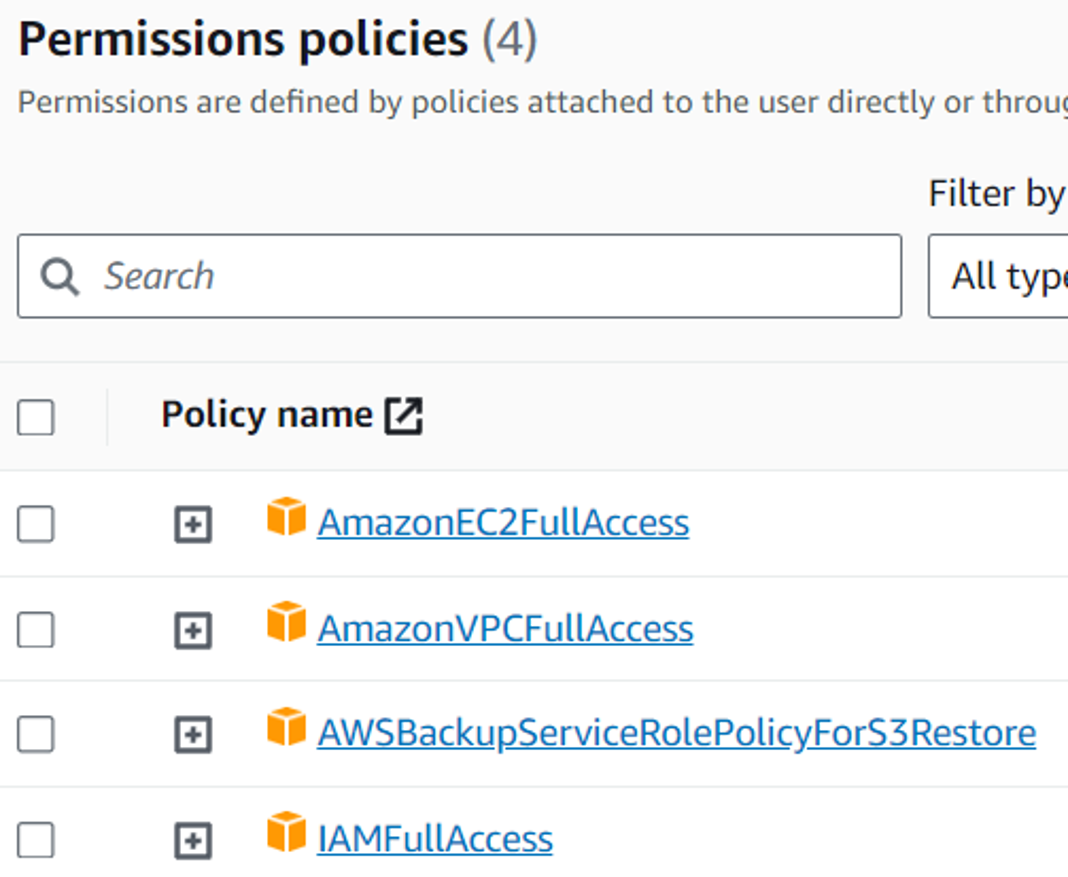 Permissions policies (4)
Permissions are defined by policies attached to the user directly or throug
Filter by
Search
All type
Policy name
AmazonEC2FullAccess
AmazonVPCFullAccess
AWSBackupServiceRolePolicyForS3Restore
IAMFullAccess